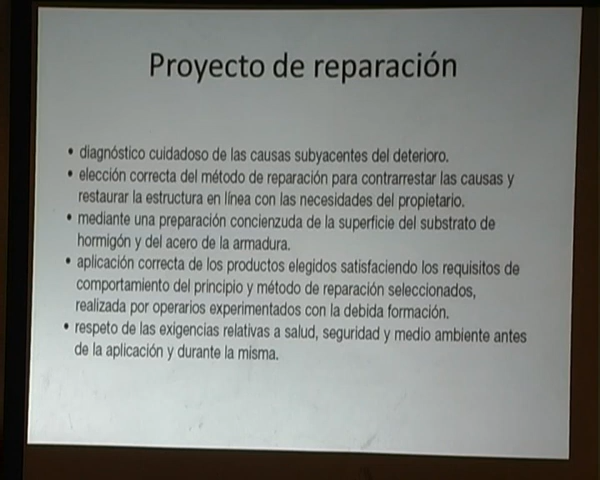 Proyecto de reparación
• diagnóstico cuidadoso de las causas subyacentes del deterioro.
• elección correcta del método de reparación para contrarrestar las causas y
restaurar la estructura en línea con las necesidades del propietario.
• mediante una preparación concienzuda de la superficie del substrato de
hormigón y del acero de la armadura.
• aplicación correcta de los productos elegidos satisfaciendo los requisitos de
comportamiento del principio y método de reparación seleccionados,
realizada por operarios experimentados con la debida formación.
• respeto de las exigencias relativas a salud, seguridad y medio ambiente antes
de la aplicación y durante la misma.